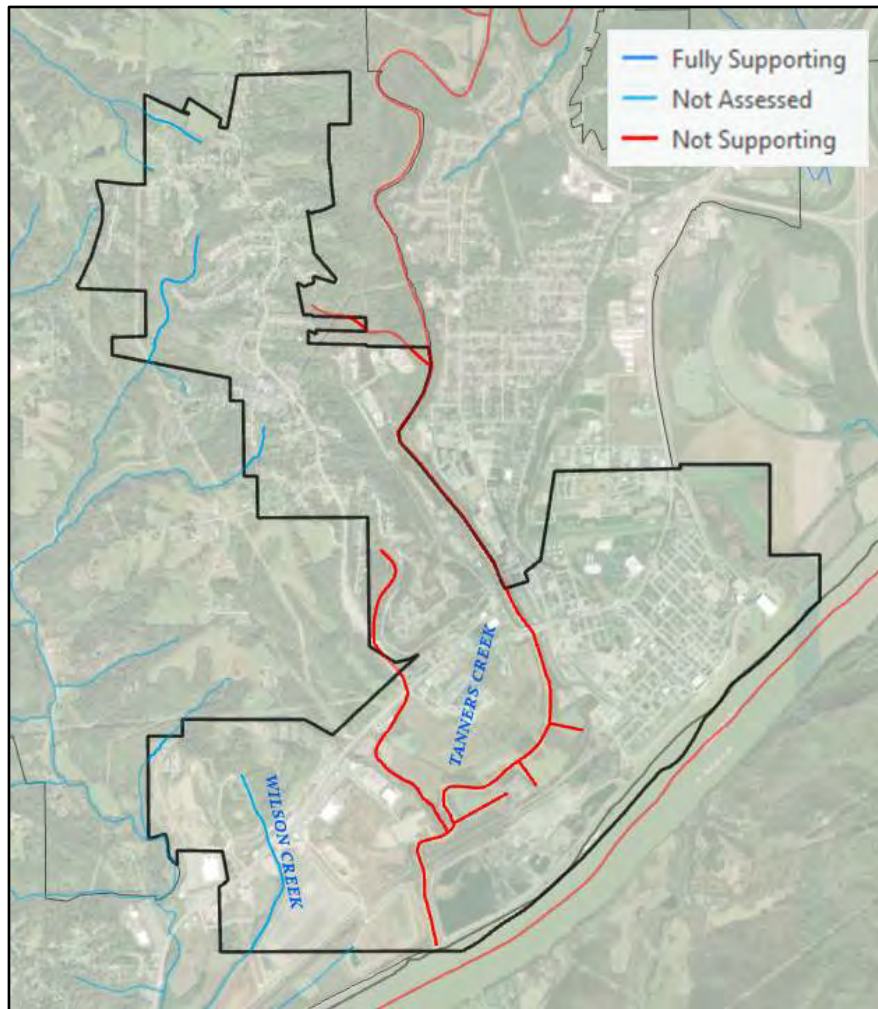 Fully Supporting
Not Assessed
Not Supporting
TANNERS CREEK
WILSON CREEK